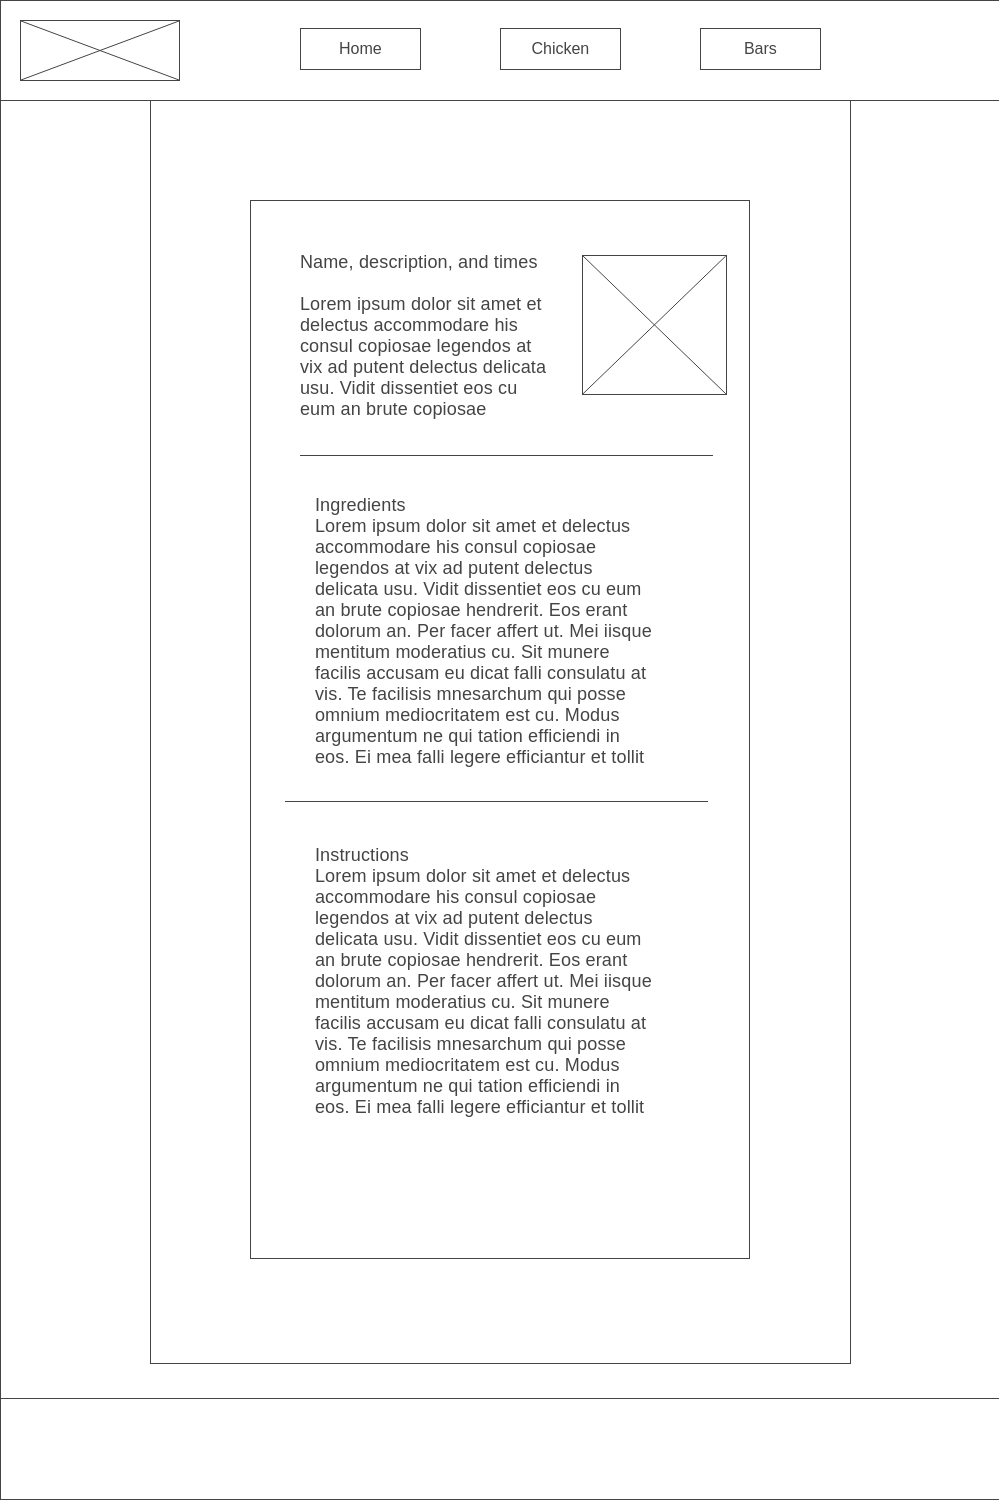 Home
Chicken
Bars
Name, description, and times
Lorem ipsum dolor sit amet et
delectus accommodare his
consul copiosae legendos at
vix ad putent delectus delicata
usu. Vidit dissentiet eos cu
eum an brute copiosae
Ingredients
Lorem ipsum dolor sit amet et delectus
accommodare his consul copiosae
legendos at vix ad putent delectus
delicata usu. Vidit dissentiet eos cu eum
an brute copiosae hendrerit. Eos erant
dolorum an. Per facer affert ut. Mei iisque
mentitum moderatius cu. Sit munere
facilis accusam eu dicat falli consulatu at
vis. Te facilisis mnesarchum qui posse
omnium mediocritatem est cu. Modus
argumentum ne qui tation efficiendi in
eos. Ei mea falli legere efficiantur et tollit
Instructions
Lorem ipsum dolor sit amet et delectus
accommodare his consul copiosae
legendos at vix ad putent delectus
delicata usu. Vidit dissentiet eos cu eum
an brute copiosae hendrerit. Eos erant
dolorum an. Per facer affert ut. Mei iisque
mentitum moderatius cu. Sit munere
facilis accusam eu dicat falli consulatu at
vis. Te facilisis mnesarchum qui posse
omnium mediocritatem est cu. Modus
argumentum ne qui tation efficiendi in
eos. Ei mea falli legere efficiantur et tollit